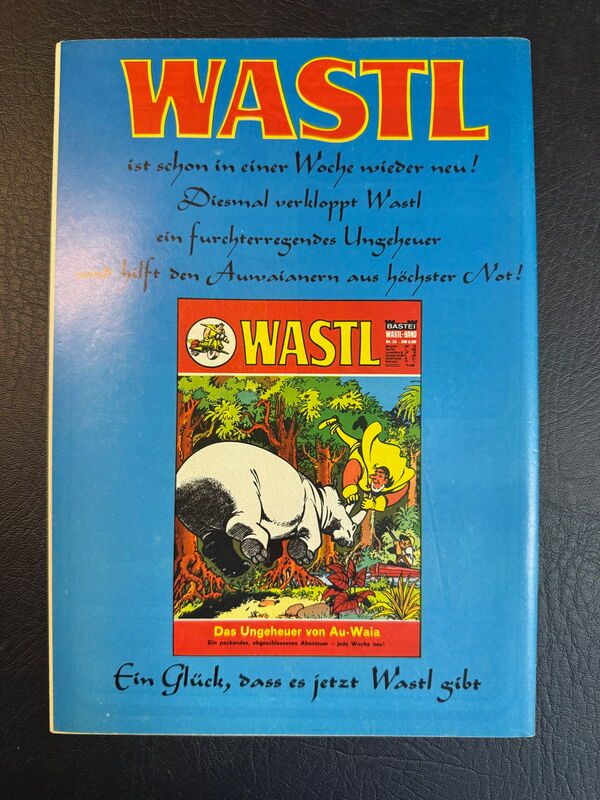 WASTL
ist schon in einer Woche wieder neu!
Diesmal verkloppt Wastl
ein furchterregendes Ungeheuer
und hilft den Auwaianern aus höchster Not!
BASTEI
WASTL
WASTL-BAND
Das Ungeheuer von Au-Waia
Ein packendes, abgeschlossenes Abenteuer – jede Woche neu!
Ein Glück, dass es jetzt Wastl gibt